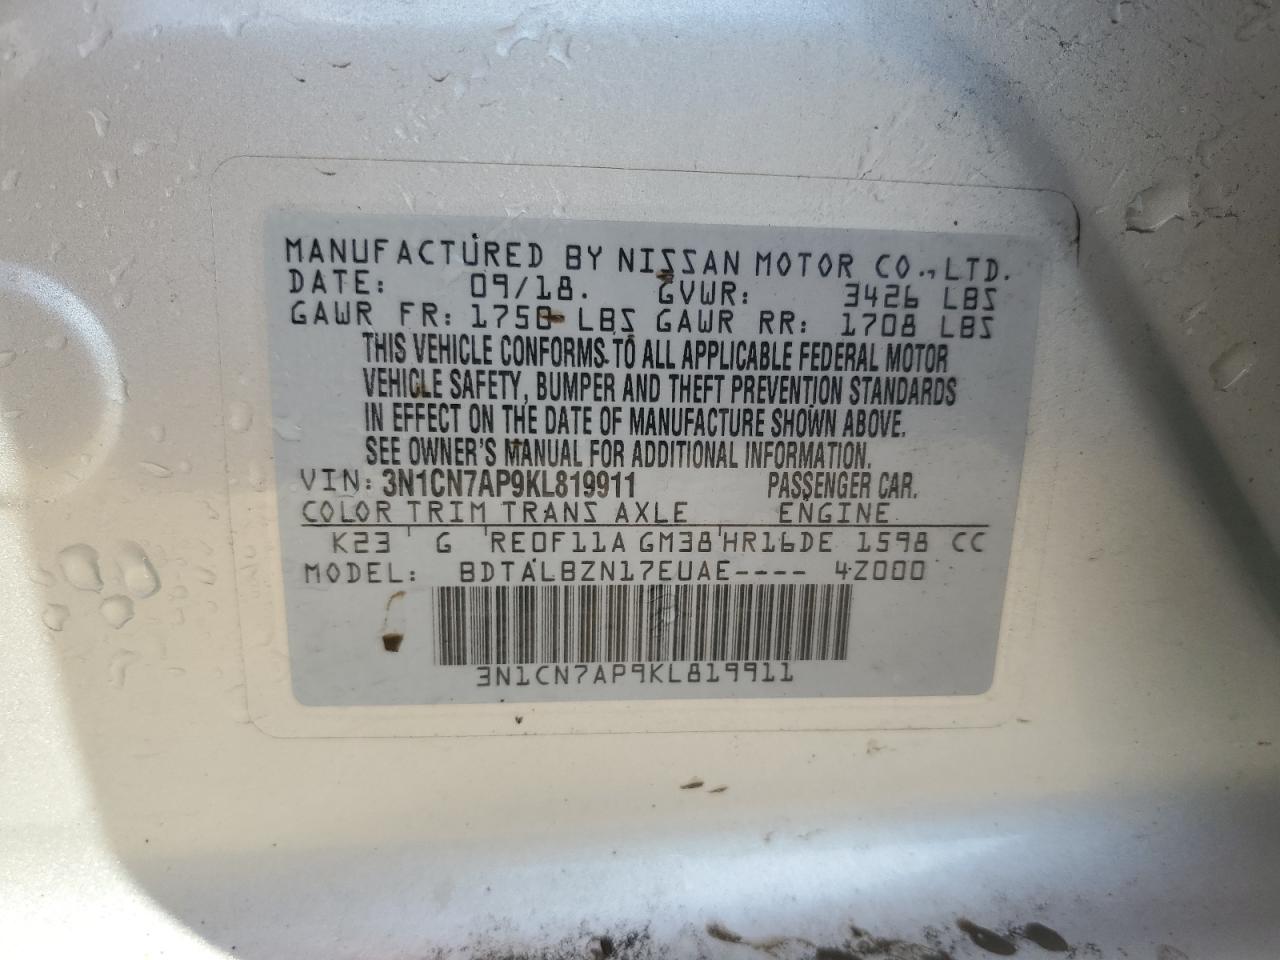 MANUFACTURED BY NISSAN MOTOR CO., LTD.
DATE: 09/18. GVWR: 3426 LBS
GAWR FR: 1758 LBS GAWR RR: 1708 LBS
THIS VEHICLE CONFORMS TO ALL APPLICABLE FEDERAL MOTOR
VEHICLE SAFETY, BUMPER AND THEFT PREVENTION STANDARDS
IN EFFECT ON THE DATE OF MANUFACTURE SHOWN ABOVE.
SEE OWNER'S MANUAL FOR ADDITIONAL INFORMATION.
VIN: 3N1CN7AP9KL819911 PASSENGER CAR.
COLOR TRIM TRANS AXLE ENGINE
K23 G RE0F11A GM38 HR16DE 1598 CC
MODEL: BDTALBZN17EUAE---- 4Z000
3N1CN7AP9KL819911